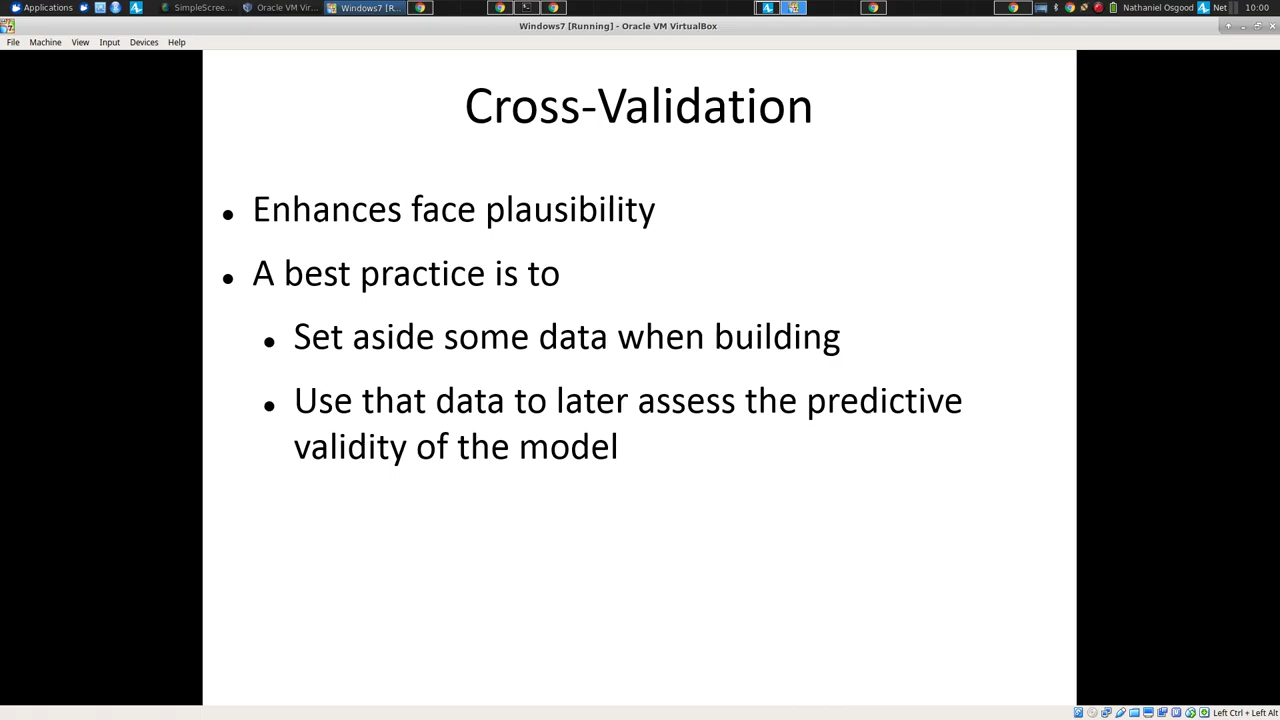 Applications
SimpleScree...
Oracle VM Vir...
Windows7 [R...
Nathaniel Osgood
Net
10:00
Windows7 [Running] - Oracle VM VirtualBox
File Machine View Input Devices Help
Cross-Validation
• Enhances face plausibility
• A best practice is to
• Set aside some data when building
• Use that data to later assess the predictive
validity of the model
Left Ctrl + Left Alt